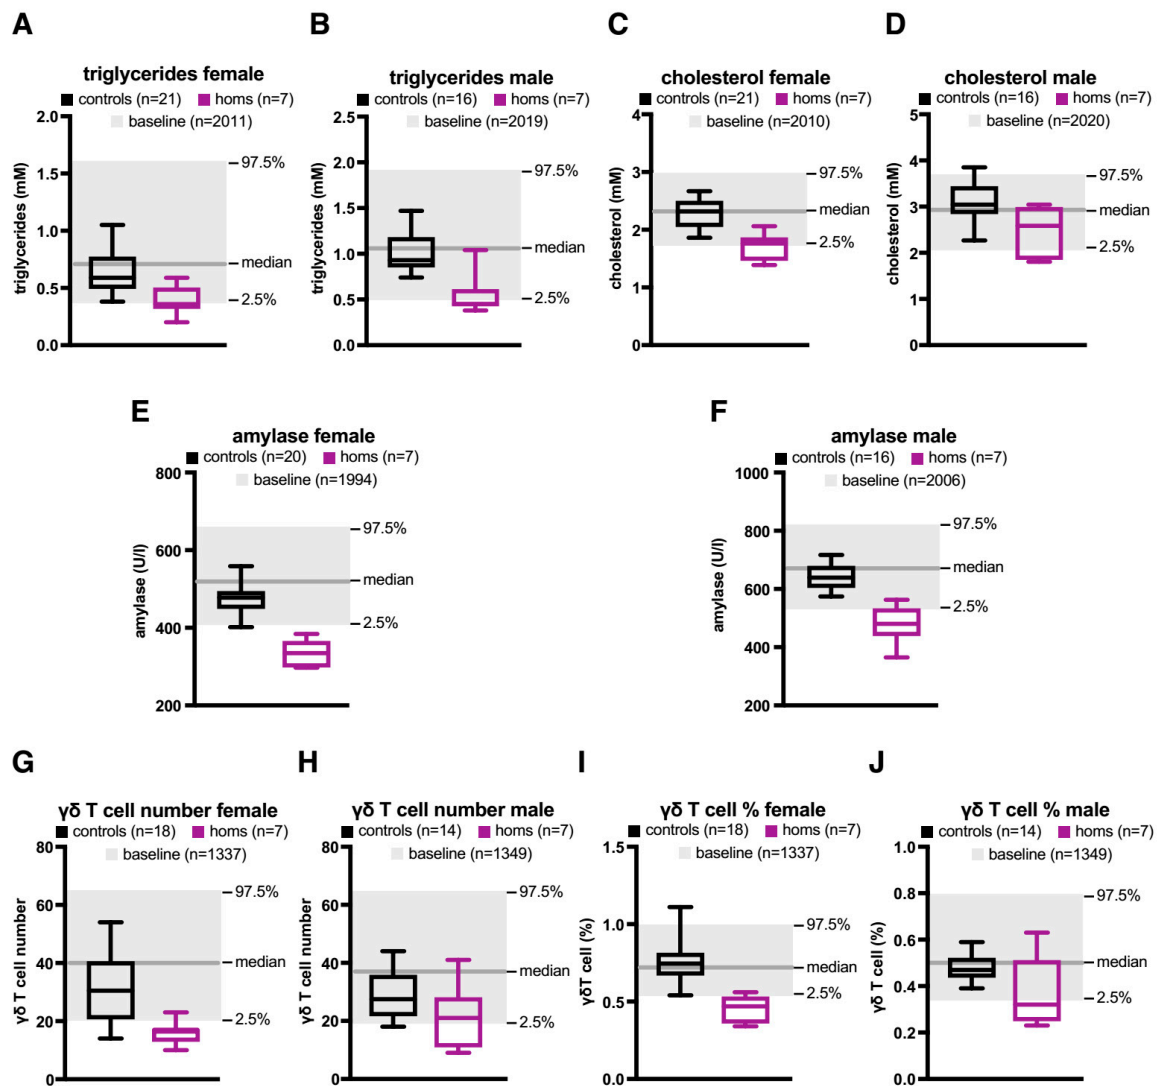 A
triglycerides female
controls (n=21) homs (n=7)
baseline (n=2011)
triglycerides (mM)
2.0
1.5
1.0
0.5
0.0
97.5%
median
2.5%
B
triglycerides male
controls (n=16) homs (n=7)
baseline (n=2019)
triglycerides (mM)
2.5
2.0
1.5
1.0
0.5
0.0
97.5%
median
2.5%
C
cholesterol female
controls (n=21) homs (n=7)
baseline (n=2010)
cholesterol (mM)
4
3
2
1
0
97.5%
median
2.5%
D
cholesterol male
controls (n=16) homs (n=7)
baseline (n=2020)
cholesterol (mM)
5
4
3
2
1
0
97.5%
median
2.5%
E
amylase female
controls (n=20) homs (n=7)
baseline (n=1994)
amylase (U/l)
800
600
400
200
97.5%
median
2.5%
F
amylase male
controls (n=16) homs (n=7)
baseline (n=2006)
amylase (U/l)
1000
800
600
400
200
97.5%
median
2.5%
G
γδ T cell number female
controls (n=18) homs (n=7)
baseline (n=1337)
γδ T cell number
80
60
40
20
0
97.5%
median
2.5%
H
γδ T cell number male
controls (n=14) homs (n=7)
baseline (n=1349)
γδ T cell number
80
60
40
20
0
97.5%
median
2.5%
I
γδ T cell % female
controls (n=18) homs (n=7)
baseline (n=1337)
γδT cell (%)
1.5
1.0
0.5
0.0
97.5%
median
2.5%
J
γδ T cell % male
controls (n=14) homs (n=7)
baseline (n=1349)
γδ T cell (%)
1.0
0.8
0.6
0.4
0.2
0.0
97.5%
median
2.5%